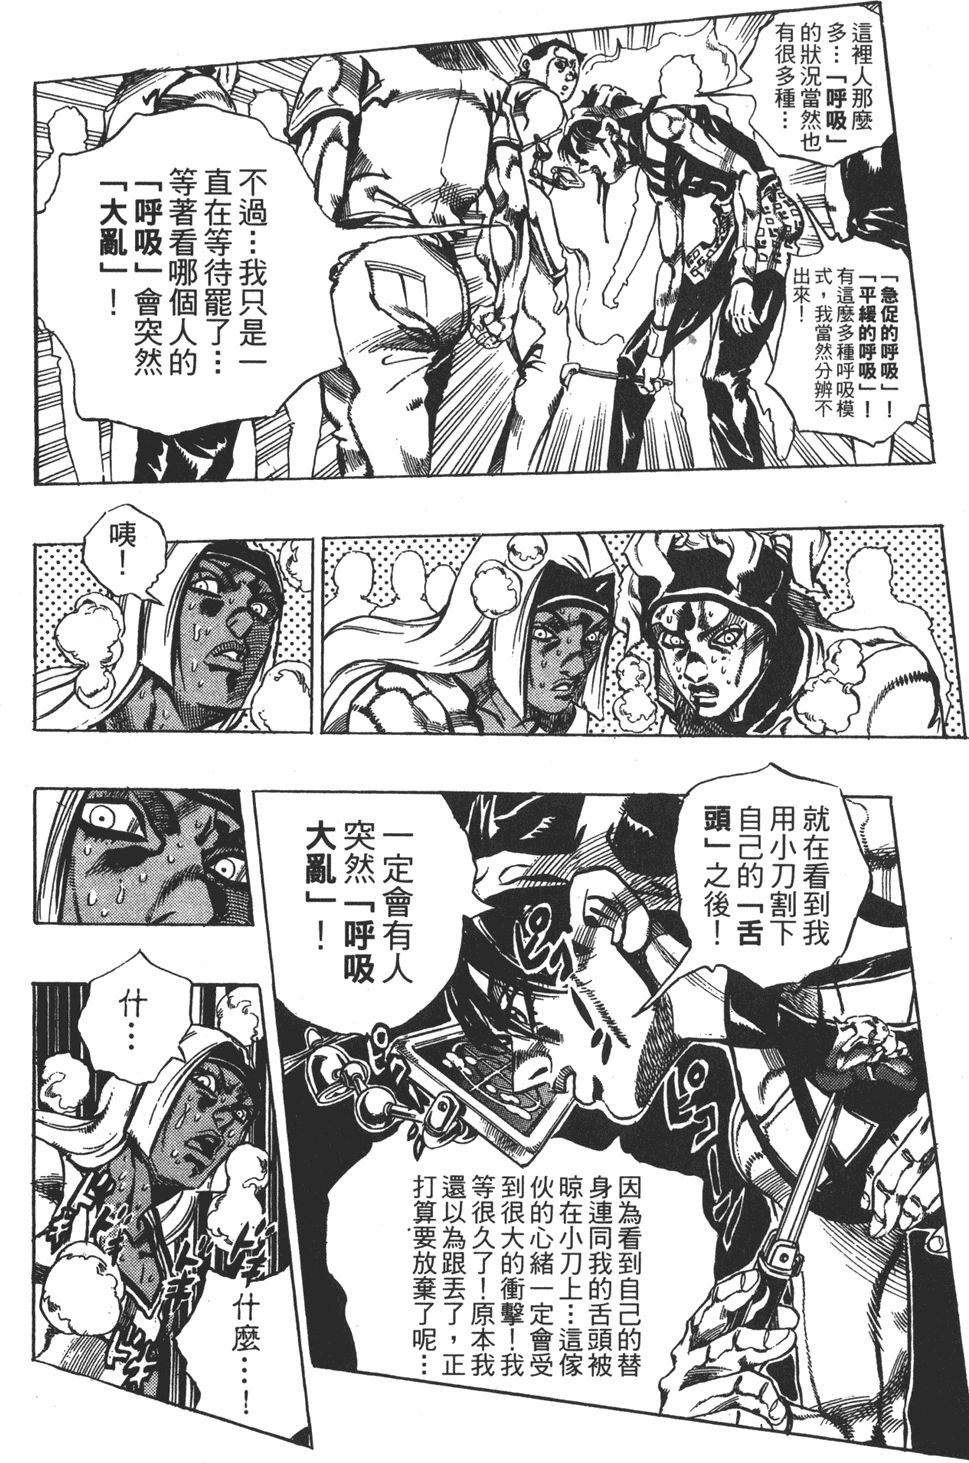 這裡人那麼
多…「呼吸」
的狀況當然也
有很多種…
「急促的呼吸」！
「平緩的呼吸」！
有這麼多種呼吸模
式，我當然分辨不
出來！
不過…我只是一
直在等待罷了…
等著看哪個人的
「呼吸」會突然
「大亂」！
咦！
就在看到我
用小刀割下
自己的「舌
頭」之後！
一定會有人
突然「呼吸
大亂」！
因為看到自己的替
身連同我的舌頭被
晾在小刀上…這傢
伙的心緒一定會受
到很大的衝擊！我
等很久了！原本我
還以為跟丟了，正
打算要放棄了呢…
什…
什麼…！